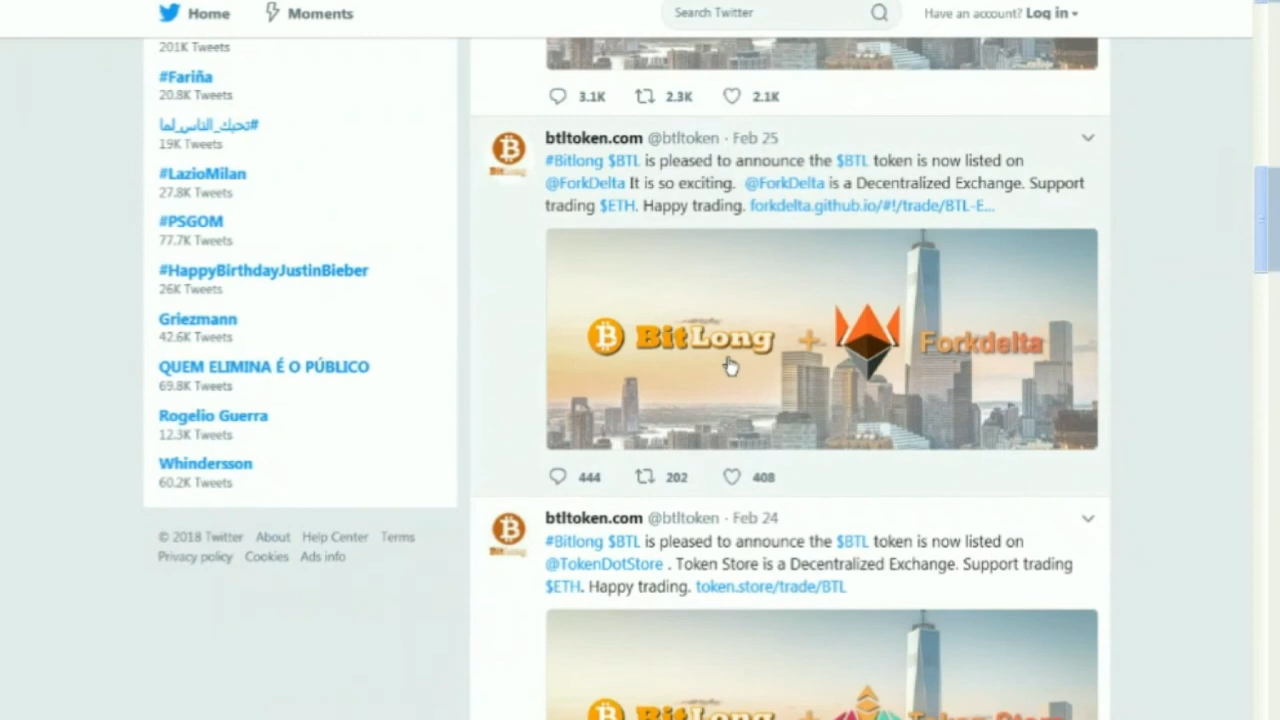 Home Moments Search Twitter Have an account? Log in
201K Tweets
#Fariña
20.8K Tweets
#تحبك_الناس_لما
19K Tweets
#LazioMilan
27.8K Tweets
#PSGOM
77.7K Tweets
#HappyBirthdayJustinBieber
26K Tweets
Griezmann
42.6K Tweets
QUEM ELIMINA É O PÚBLICO
69.8K Tweets
Rogelio Guerra
12.3K Tweets
Whindersson
60.2K Tweets
© 2018 Twitter About Help Center Terms
Privacy policy Cookies Ads info
3.1K 2.3K 2.1K
btltoken.com @btltoken · Feb 25
#Bitlong $BTL is pleased to announce the $BTL token is now listed on
@ForkDelta It is so exciting. @ForkDelta is a Decentralized Exchange. Support
trading $ETH. Happy trading. forkdelta.github.io/#!/trade/BTL-E...
BitLong + Forkdelta
444 202 408
btltoken.com @btltoken · Feb 24
#Bitlong $BTL is pleased to announce the $BTL token is now listed on
@TokenDotStore . Token Store is a Decentralized Exchange. Support trading
$ETH. Happy trading. token.store/trade/BTL
BitLong + Token Store